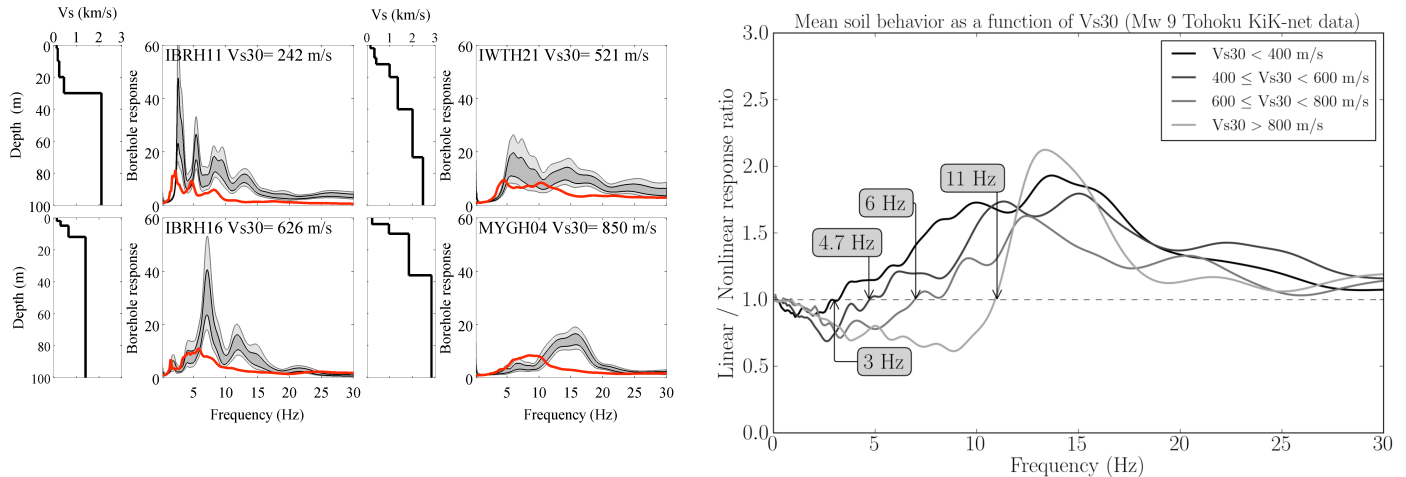 Vs (km/s)
0 1 2 3
0
20
40
60
80
100
Depth (m)
60
40
20
0
Borehole response
IBRH11 Vs30= 242 m/s
Vs (km/s)
0 1 2 3
60
40
20
0
Borehole response
IWTH21 Vs30= 521 m/s
0
20
40
60
80
100
Depth (m)
60
40
20
0
Borehole response
IBRH16 Vs30= 626 m/s
0 5 10 15 20 25 30
Frequency (Hz)
60
40
20
0
Borehole response
MYGH04 Vs30= 850 m/s
0 5 10 15 20 25 30
Frequency (Hz)
Mean soil behavior as a function of Vs30 (Mw 9 Tohoku KiK-net data)
3.0
2.5
2.0
1.5
1.0
0.5
0.0
Linear / Nonlinear response ratio
Vs30 < 400 m/s
400 ≤ Vs30 < 600 m/s
600 ≤ Vs30 < 800 m/s
Vs30 > 800 m/s
11 Hz
6 Hz
4.7 Hz
3 Hz
0 5 10 15 20 25 30
Frequency (Hz)